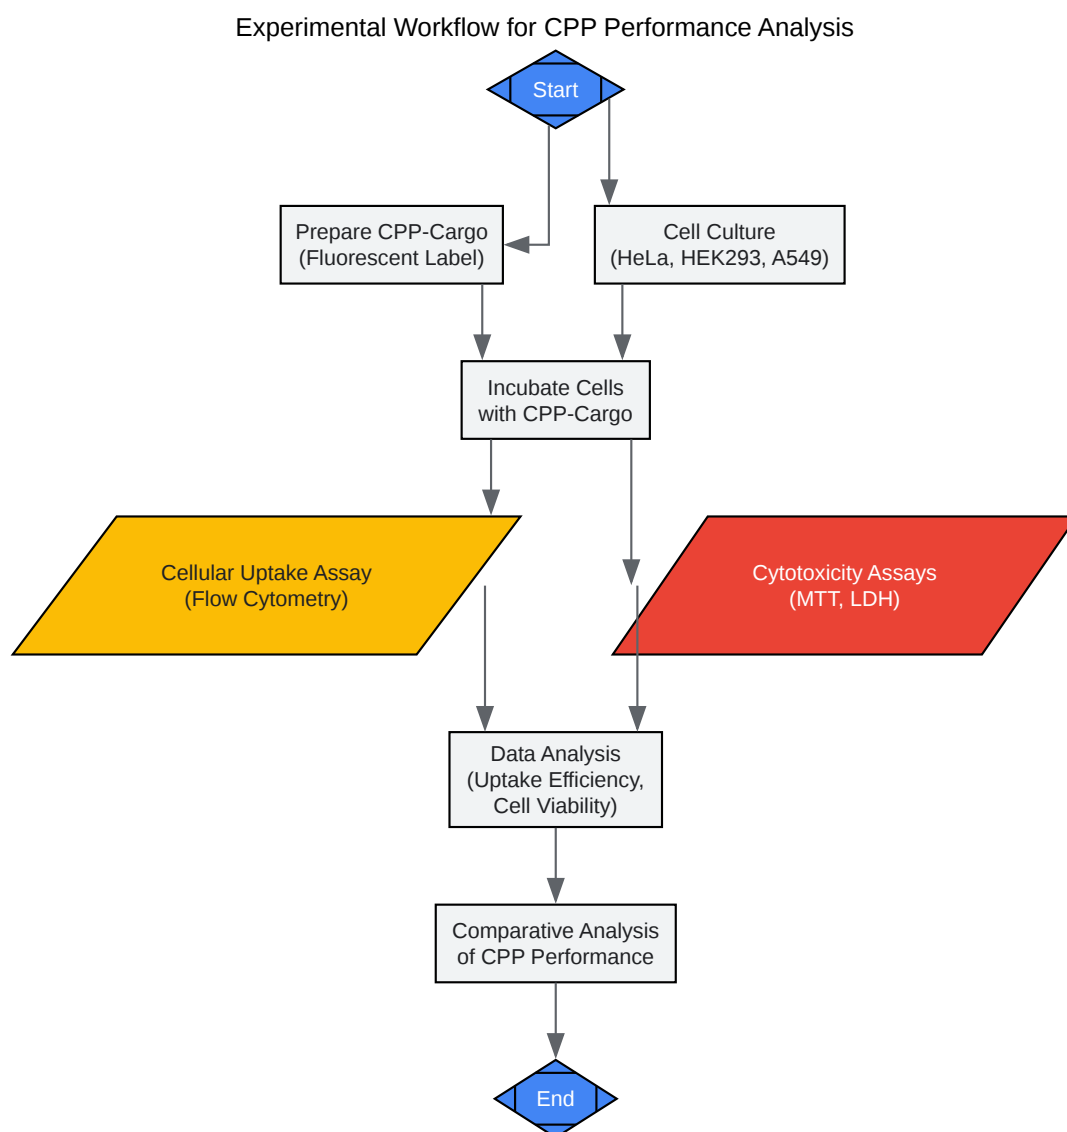 Experimental Workflow for CPP Performance Analysis
Start
Prepare CPP-Cargo
(Fluorescent Label)
Cell Culture
(HeLa, HEK293, A549)
Incubate Cells
with CPP-Cargo
Cellular Uptake Assay
(Flow Cytometry)
Cytotoxicity Assays
(MTT, LDH)
Data Analysis
(Uptake Efficiency,
Cell Viability)
Comparative Analysis
of CPP Performance
End